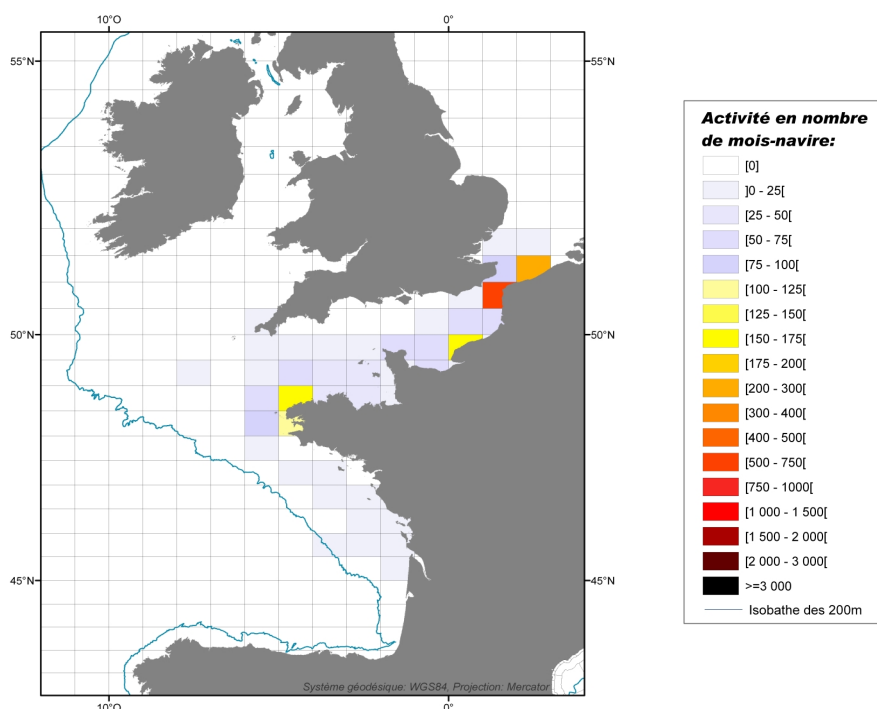 10°O 0°
55°N 55°N
50°N 50°N
45°N 45°N
Système géodésique: WGS84, Projection: Mercator
10°O 0°
Activité en nombre
de mois-navire:
[0]
]0 - 25[
[25 - 50[
[50 - 75[
[75 - 100[
[100 - 125[
[125 - 150[
[150 - 175[
[175 - 200[
[200 - 300[
[300 - 400[
[400 - 500[
[500 - 750[
[750 - 1000[
[1 000 - 1 500[
[1 500 - 2 000[
[2 000 - 3 000[
>=3 000
Isobathe des 200m